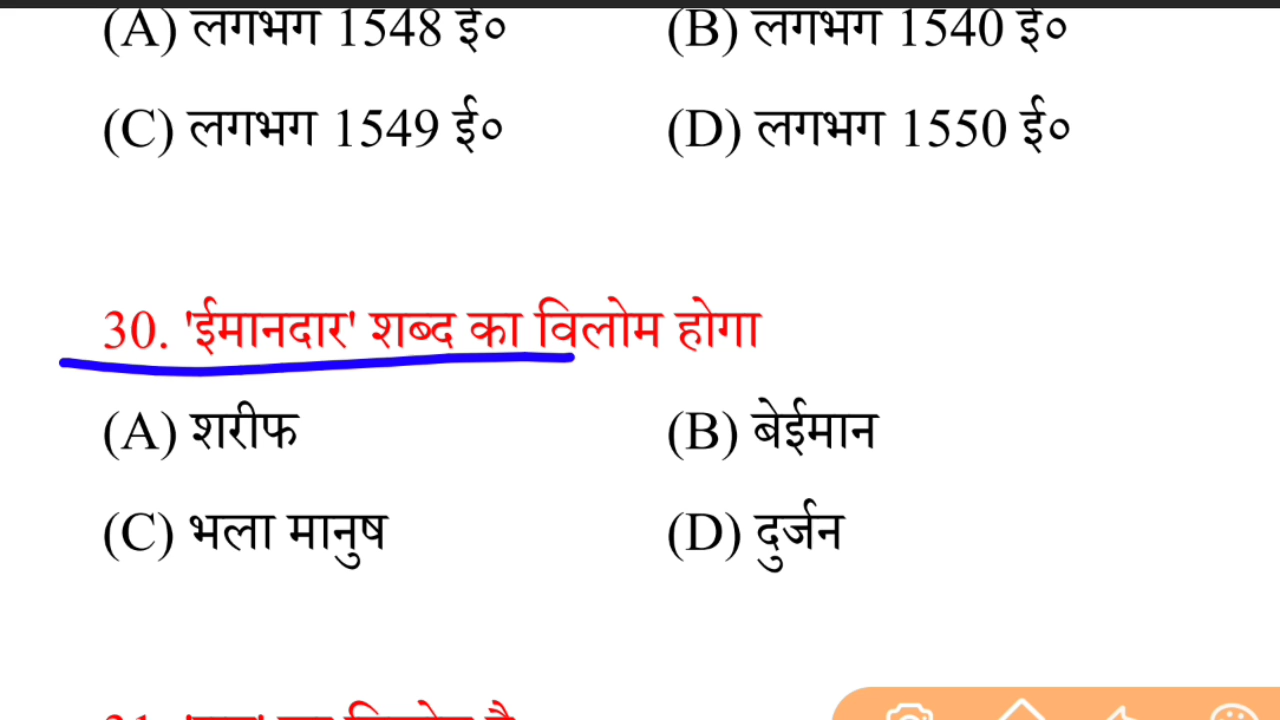 (A) लगभग 1548 ई० (B) लगभग 1540 ई०
(C) लगभग 1549 ई० (D) लगभग 1550 ई०
30. 'ईमानदार' शब्द का विलोम होगा
(A) शरीफ (B) बेईमान
(C) भला मानुष (D) दुर्जन